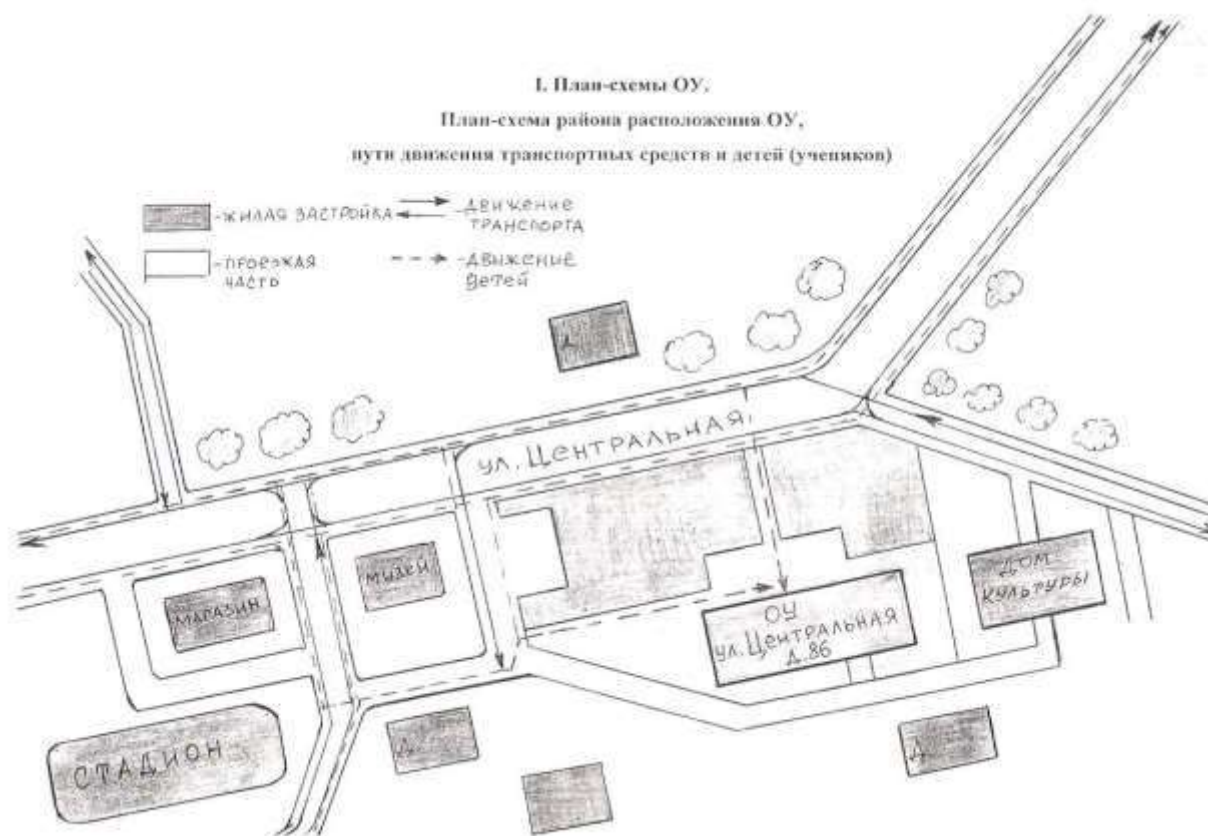 I. План-схемы ОУ.
План-схема района расположения ОУ,
пути движения транспортных средств и детей (учеников)
-ЖИЛАЯ ЗАСТРОЙКА
-ДВИЖЕНИЕ
ТРАНСПОРТА
-ПРОЕЗЖАЯ
ЧАСТЬ
-ДВИЖЕНИЕ
ДЕТЕЙ
Д
ул. ЦЕНТРАЛЬНАЯ,
МУЗЕЙ
МАГАЗИН
ДОМ
КУЛЬТУРЫ
ОУ
ул. ЦЕНТРАЛЬНАЯ
Д. 86
СТАДИОН
Д
Д